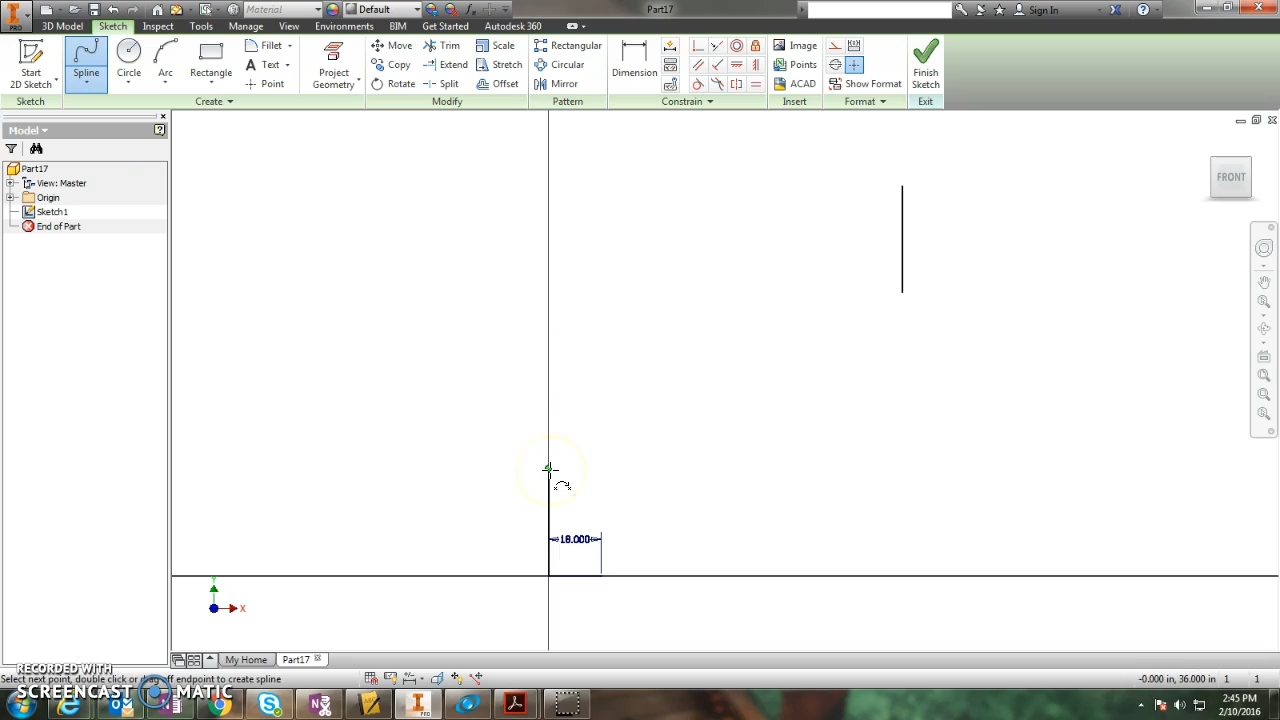 Material
Default
Part17
Sign In
PRO
3D Model
Sketch
Inspect
Tools
Manage
View
Environments
BIM
Get Started
Autodesk 360
Start
2D Sketch
Spline
Circle
Arc
Rectangle
Fillet
Text
Point
Project
Geometry
Move
Copy
Rotate
Trim
Extend
Split
Scale
Stretch
Offset
Rectangular
Circular
Mirror
Dimension
Image
Points
ACAD
Show Format
Finish
Sketch
Sketch
Create
Modify
Pattern
Constrain
Insert
Format
Exit
Model
Part17
View: Master
Origin
Sketch1
End of Part
FRONT
18.000
Y
X
My Home
Part17
RECORDED WITH
SCREENCAST MATIC
Select next point, double click or drag off endpoint to create spline
-0.000 in, 36.000 in 1 1
PRO
2:45 PM
2/10/2016